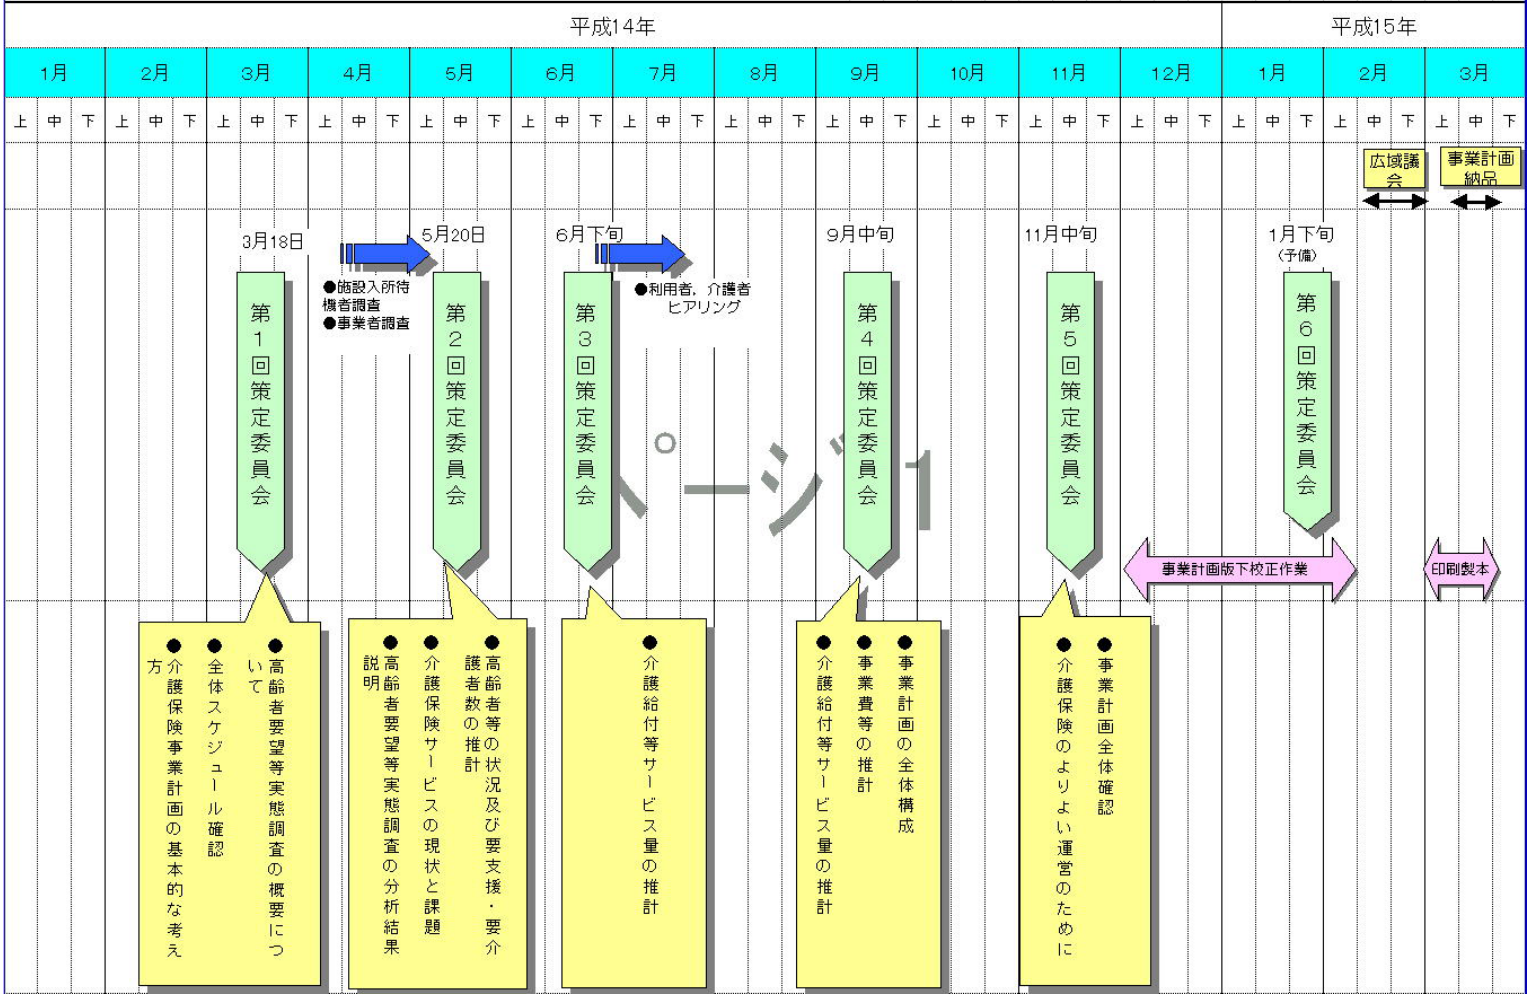 平成14年 平成15年
1月 2月 3月 4月 5月 6月 7月 8月 9月 10月 11月 12月 1月 2月 3月
上 中 下 上 中 下 上 中 下 上 中 下 上 中 下 上 中 下 上 中 下 上 中 下 上 中 下 上 中 下 上 中 下 上 中 下 上 中 下 上 中 下 上 中 下
広域議
会
事業計画
納品
3月18日
5月20日
6月下旬
9月中旬
11月中旬
1月下旬
(予備)
●施設入所待
機者調査
●事業者調査
●利用者，介護者
ヒアリング
第1回策定委員会
第2回策定委員会
第3回策定委員会
第4回策定委員会
第5回策定委員会
第6回策定委員会
ページ 1
事業計画版下校正作業
印刷製本
●高齢者要望等実態調査の概要につ
いて
●全体スケジュール確認
●介護保険事業計画の基本的な考え
方
●高齢者等の状況及び要支援・要介
護者数の推計
●介護保険サービスの現状と課題
●高齢者要望等実態調査の分析結果
説明
●介護給付等サービス量の推計
●事業計画の全体構成
●事業費等の推計
●介護給付等サービス量の推計
●事業計画全体確認
●介護保険のよりよい運営のために